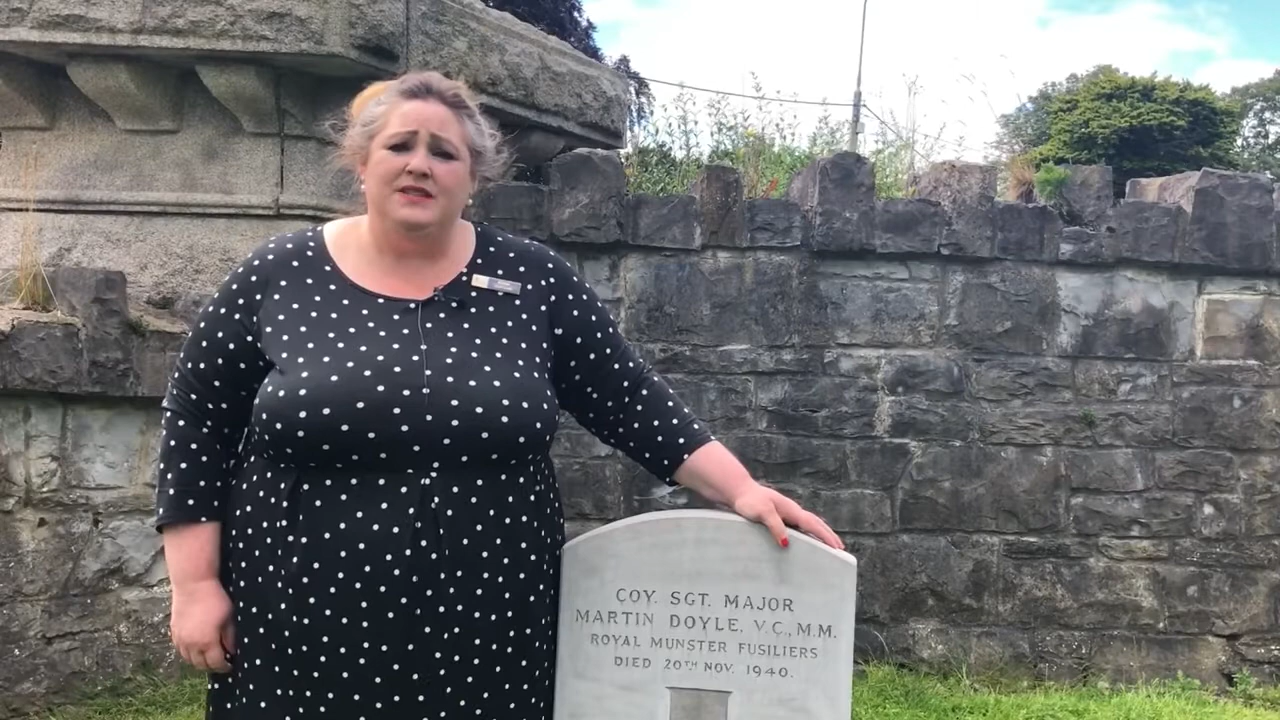 COY. SGT. MAJOR
MARTIN DOYLE, V.C., M.M.
ROYAL MUNSTER FUSILIERS
DIED 20TH NOV. 1940.